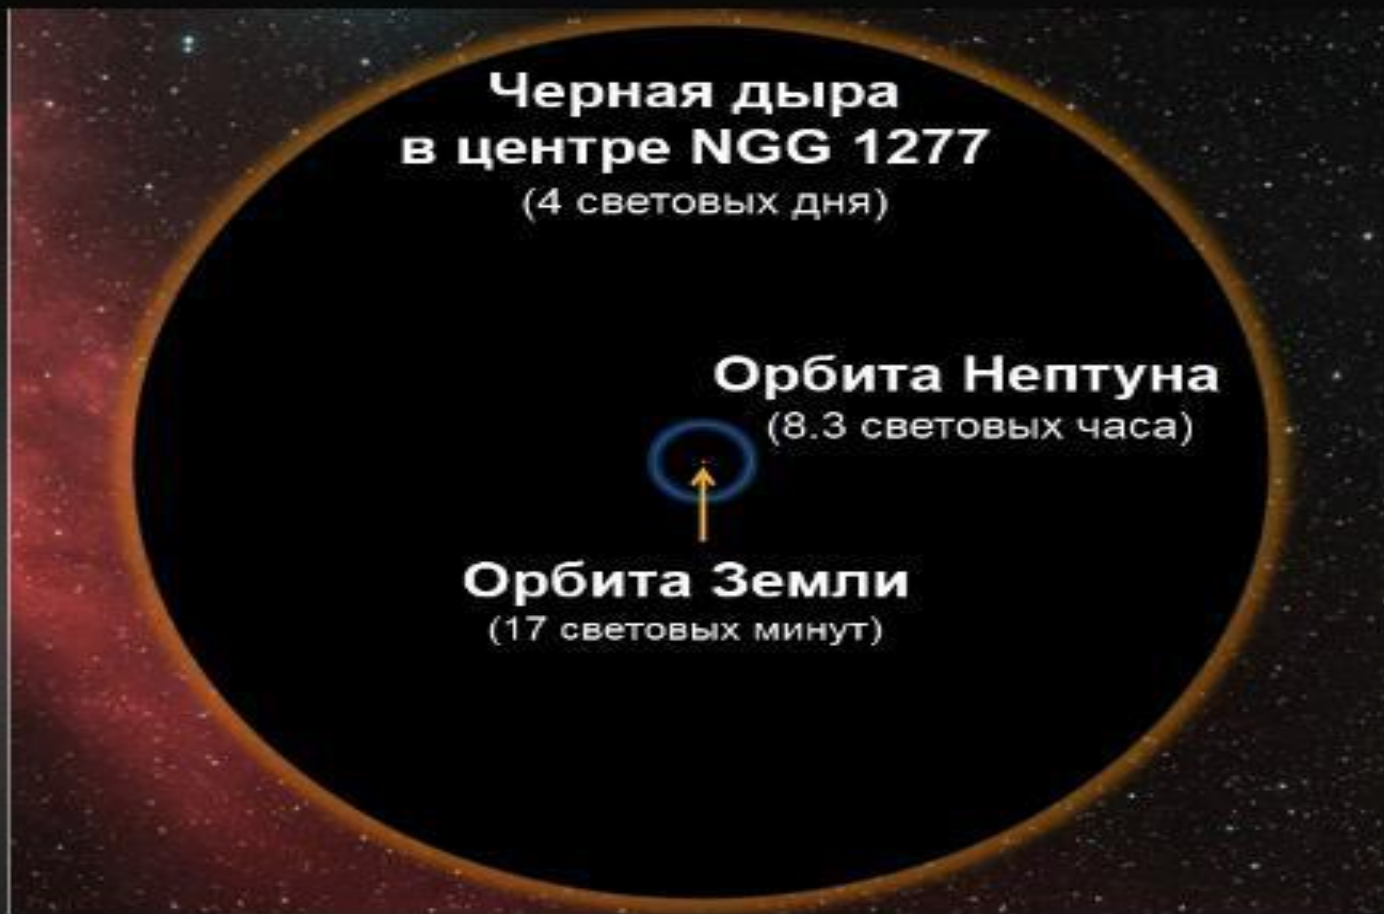 Черная дыра
в центре NGG 1277
(4 световых дня)
Орбита Нептуна
(8.3 световых часа)
Орбита Земли
(17 световых минут)